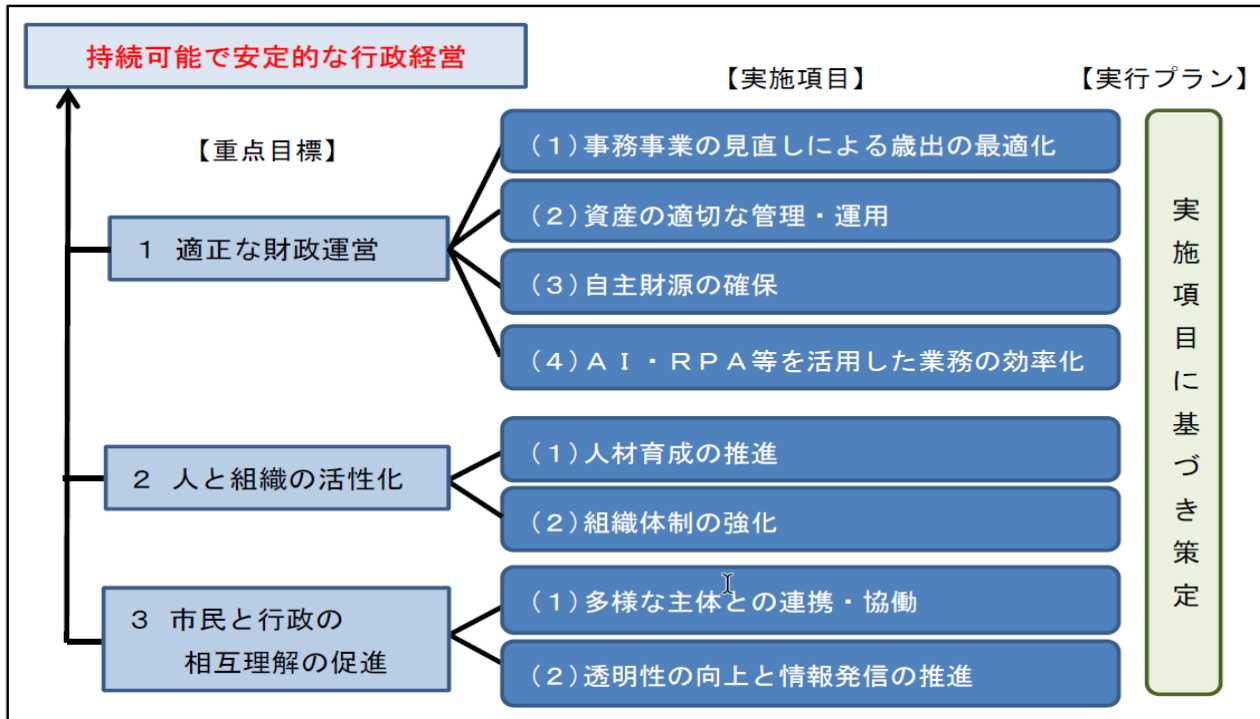 持続可能で安定的な行政経営
【実施項目】
【実行プラン】
【重点目標】
1 適正な財政運営
(1)事務事業の見直しによる歳出の最適化
(2)資産の適切な管理・運用
(3)自主財源の確保
(4)AI・RPA等を活用した業務の効率化
2 人と組織の活性化
(1)人材育成の推進
(2)組織体制の強化
3 市民と行政の
相互理解の促進
(1)多様な主体との連携・協働
(2)透明性の向上と情報発信の推進
実施項目に基づき策定